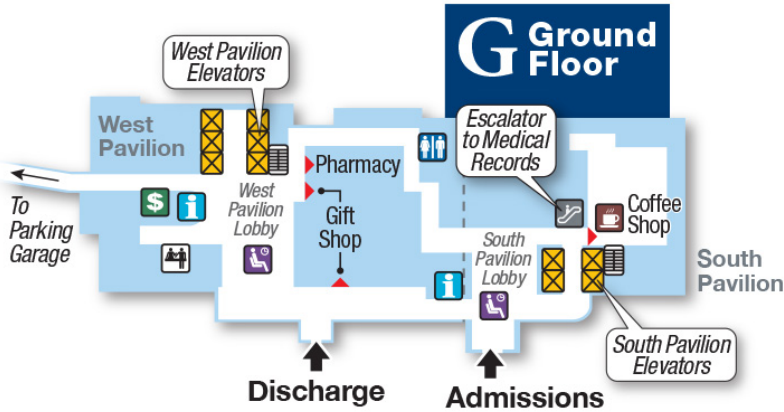 G Ground
Floor
West Pavilion
Elevators
West
Pavilion
Escalator
to Medical
Records
Pharmacy
To
Parking
Garage
$
i
West
Pavilion
Lobby
Gift
Shop
Coffee
Shop
South
Pavilion
Lobby
i
South
Pavilion
South Pavilion
Elevators
Discharge
Admissions